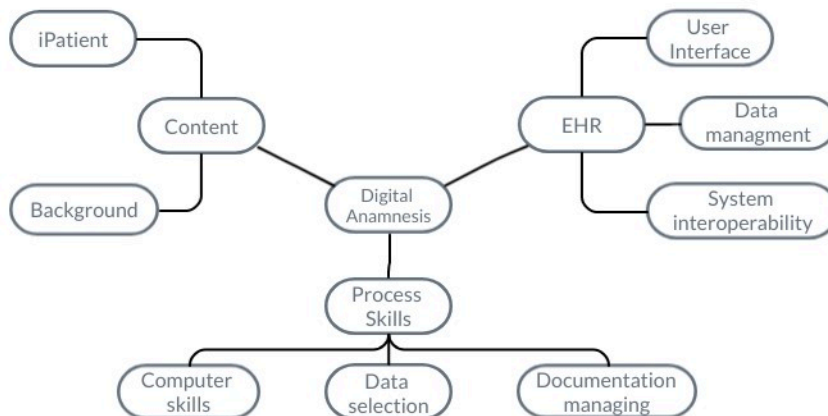 iPatient
Content
Background
Digital
Anamnesis
EHR
User
Interface
Data
managment
System
interoperability
Process
Skills
Computer
skills
Data
selection
Documentation
managing